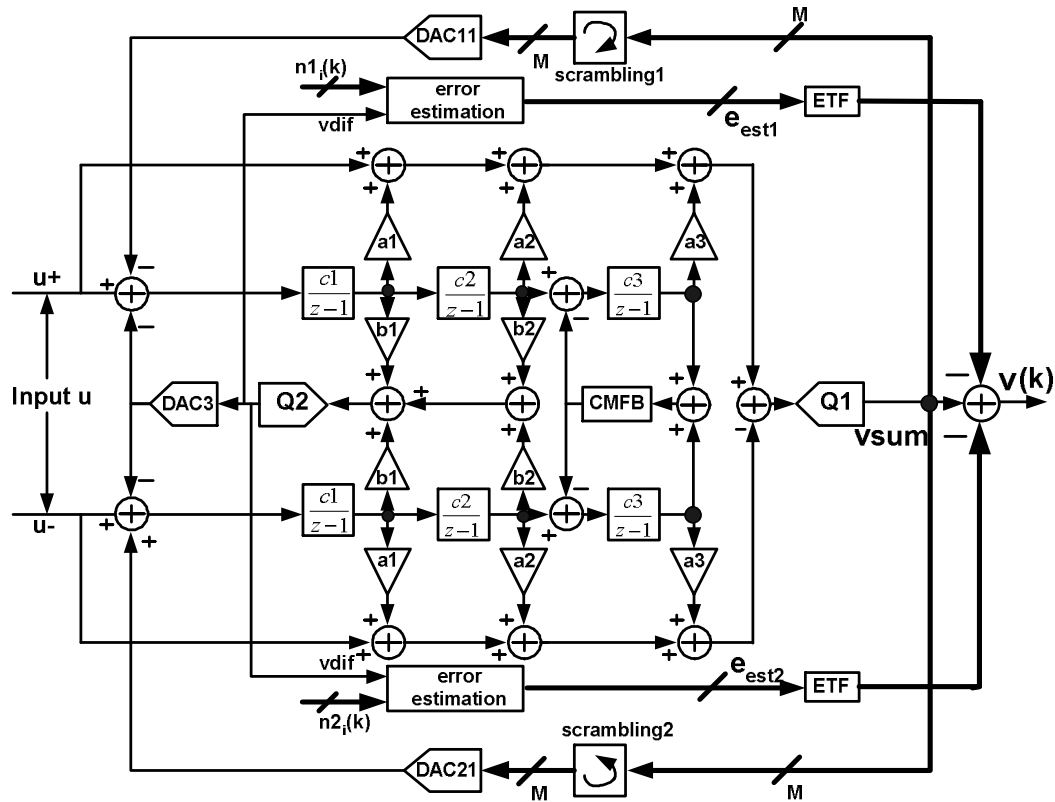 M
DAC11
M
scrambling1
n1i(k)
error
estimation
ETF
vdif
eest1
+
+
+
+
+
+
a1
a2
a3
u+
−
+
−
c1
z−1
c2
z−1
+
−
+
c3
z−1
b1
b2
Input u
DAC3
Q2
+
+
+
+
+
CMFB
+
+
+
−
Q1
vsum
−
−
v(k)
b1
b2
−
+
+
u-
c1
z−1
c2
z−1
−
+
+
c3
z−1
a1
a2
a3
+
+
+
+
+
+
vdif
error
estimation
eest2
ETF
n2i(k)
scrambling2
DAC21
M
M